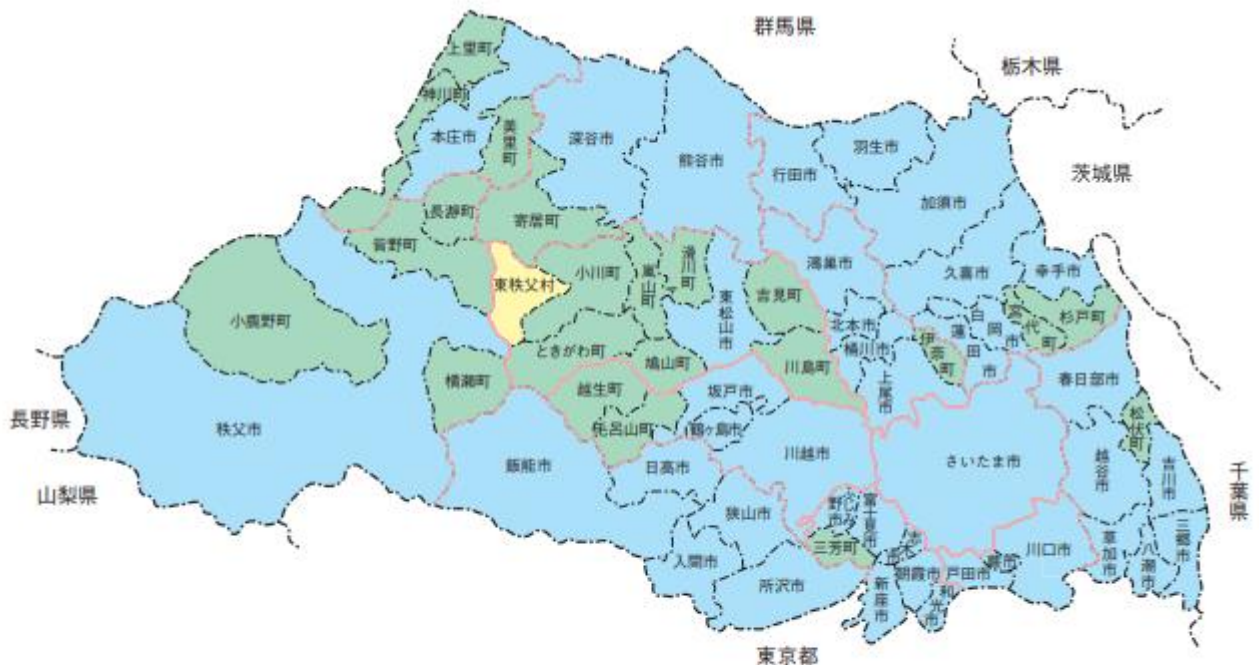 群馬県
栃木県
茨城県
千葉県
東京都
山梨県
長野県
上里町
神川町
本庄市
美里町
深谷市
熊谷市
行田市
羽生市
加須市
長瀞町
皆野町
寄居町
東秩父村
小川町
嵐山町
滑川町
東松山市
吉見町
鴻巣市
久喜市
幸手市
小鹿野町
ときがわ町
鳩山町
川島町
北本市
桶川市
上尾市
伊奈町
蓮田市
白岡市
宮代町
杉戸町
春日部市
横瀬町
越生町
毛呂山町
坂戸市
鶴ヶ島市
川越市
さいたま市
松伏町
越谷市
吉川市
秩父市
飯能市
日高市
狭山市
入間市
所沢市
三芳町
ふじみ野市
富士見市
志木市
新座市
朝霞市
和光市
戸田市
蕨市
川口市
草加市
八潮市
三郷市